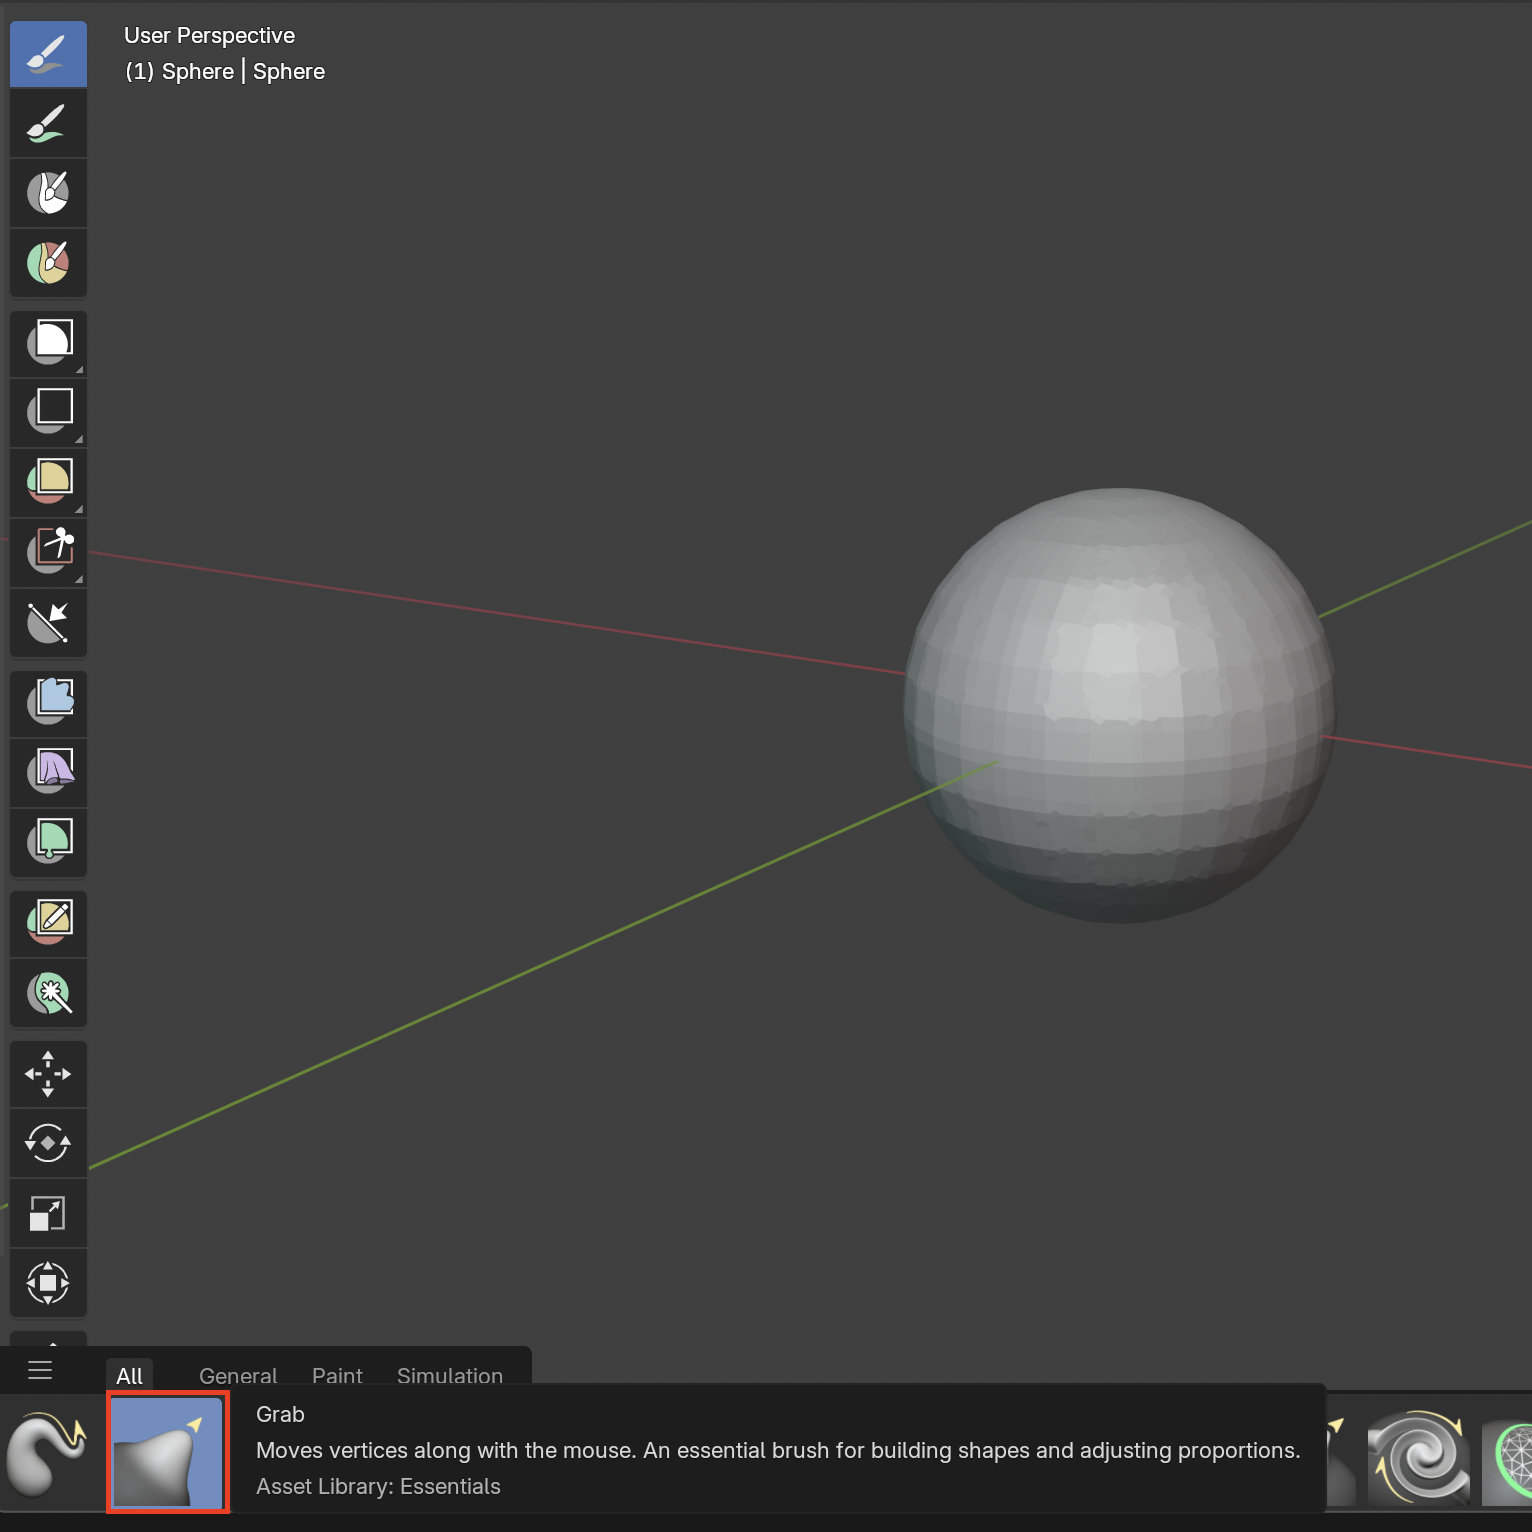 User Perspective
(1) Sphere | Sphere
All General Paint Simulation
Grab
Moves vertices along with the mouse. An essential brush for building shapes and adjusting proportions.
Asset Library: Essentials